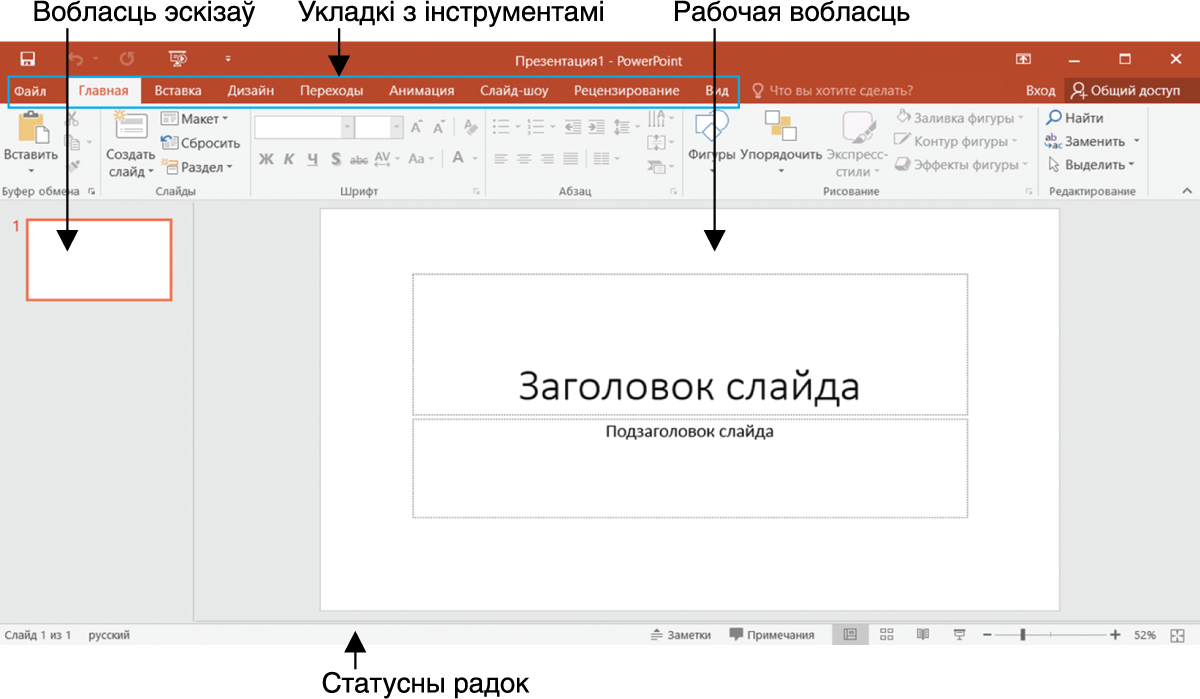 Вобласць эскізаў Укладкі з інструментамі Рабочая вобласць
Презентация1 - PowerPoint
Файл Главная Вставка Дизайн Переходы Анимация Слайд-шоу Рецензирование Вид Что вы хотите сделать? Вход Общий доступ
Вставить
Буфер обмена
Создать слайд
Макет
Сбросить
Раздел
Слайды
Ж К Ч S abc AV Aa A
A A
Шрифт
Абзац
Фигуры Упорядочить Экспресс-
стили
Заливка фигуры
Контур фигуры
Эффекты фигуры
Рисование
Найти
ab ac Заменить
Выделить
Редактирование
1
Заголовок слайда
Подзаголовок слайда
Слайд 1 из 1 русский Заметки Примечания 52%
Статусны радок